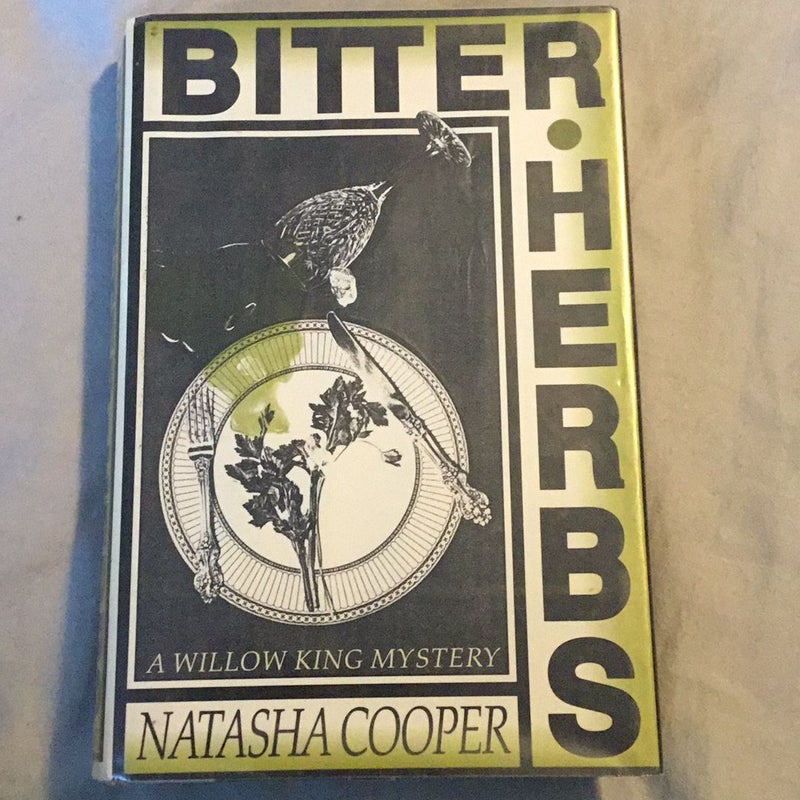 BITTER
HERBS
A WILLOW KING MYSTERY
NATASHA COOPER